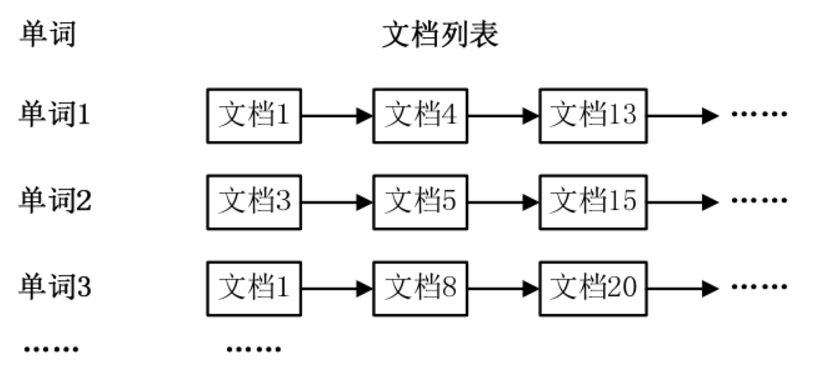 单词 文档列表
单词1 文档1 文档4 文档13 ……
单词2 文档3 文档5 文档15 ……
单词3 文档1 文档8 文档20 ……
…… ……